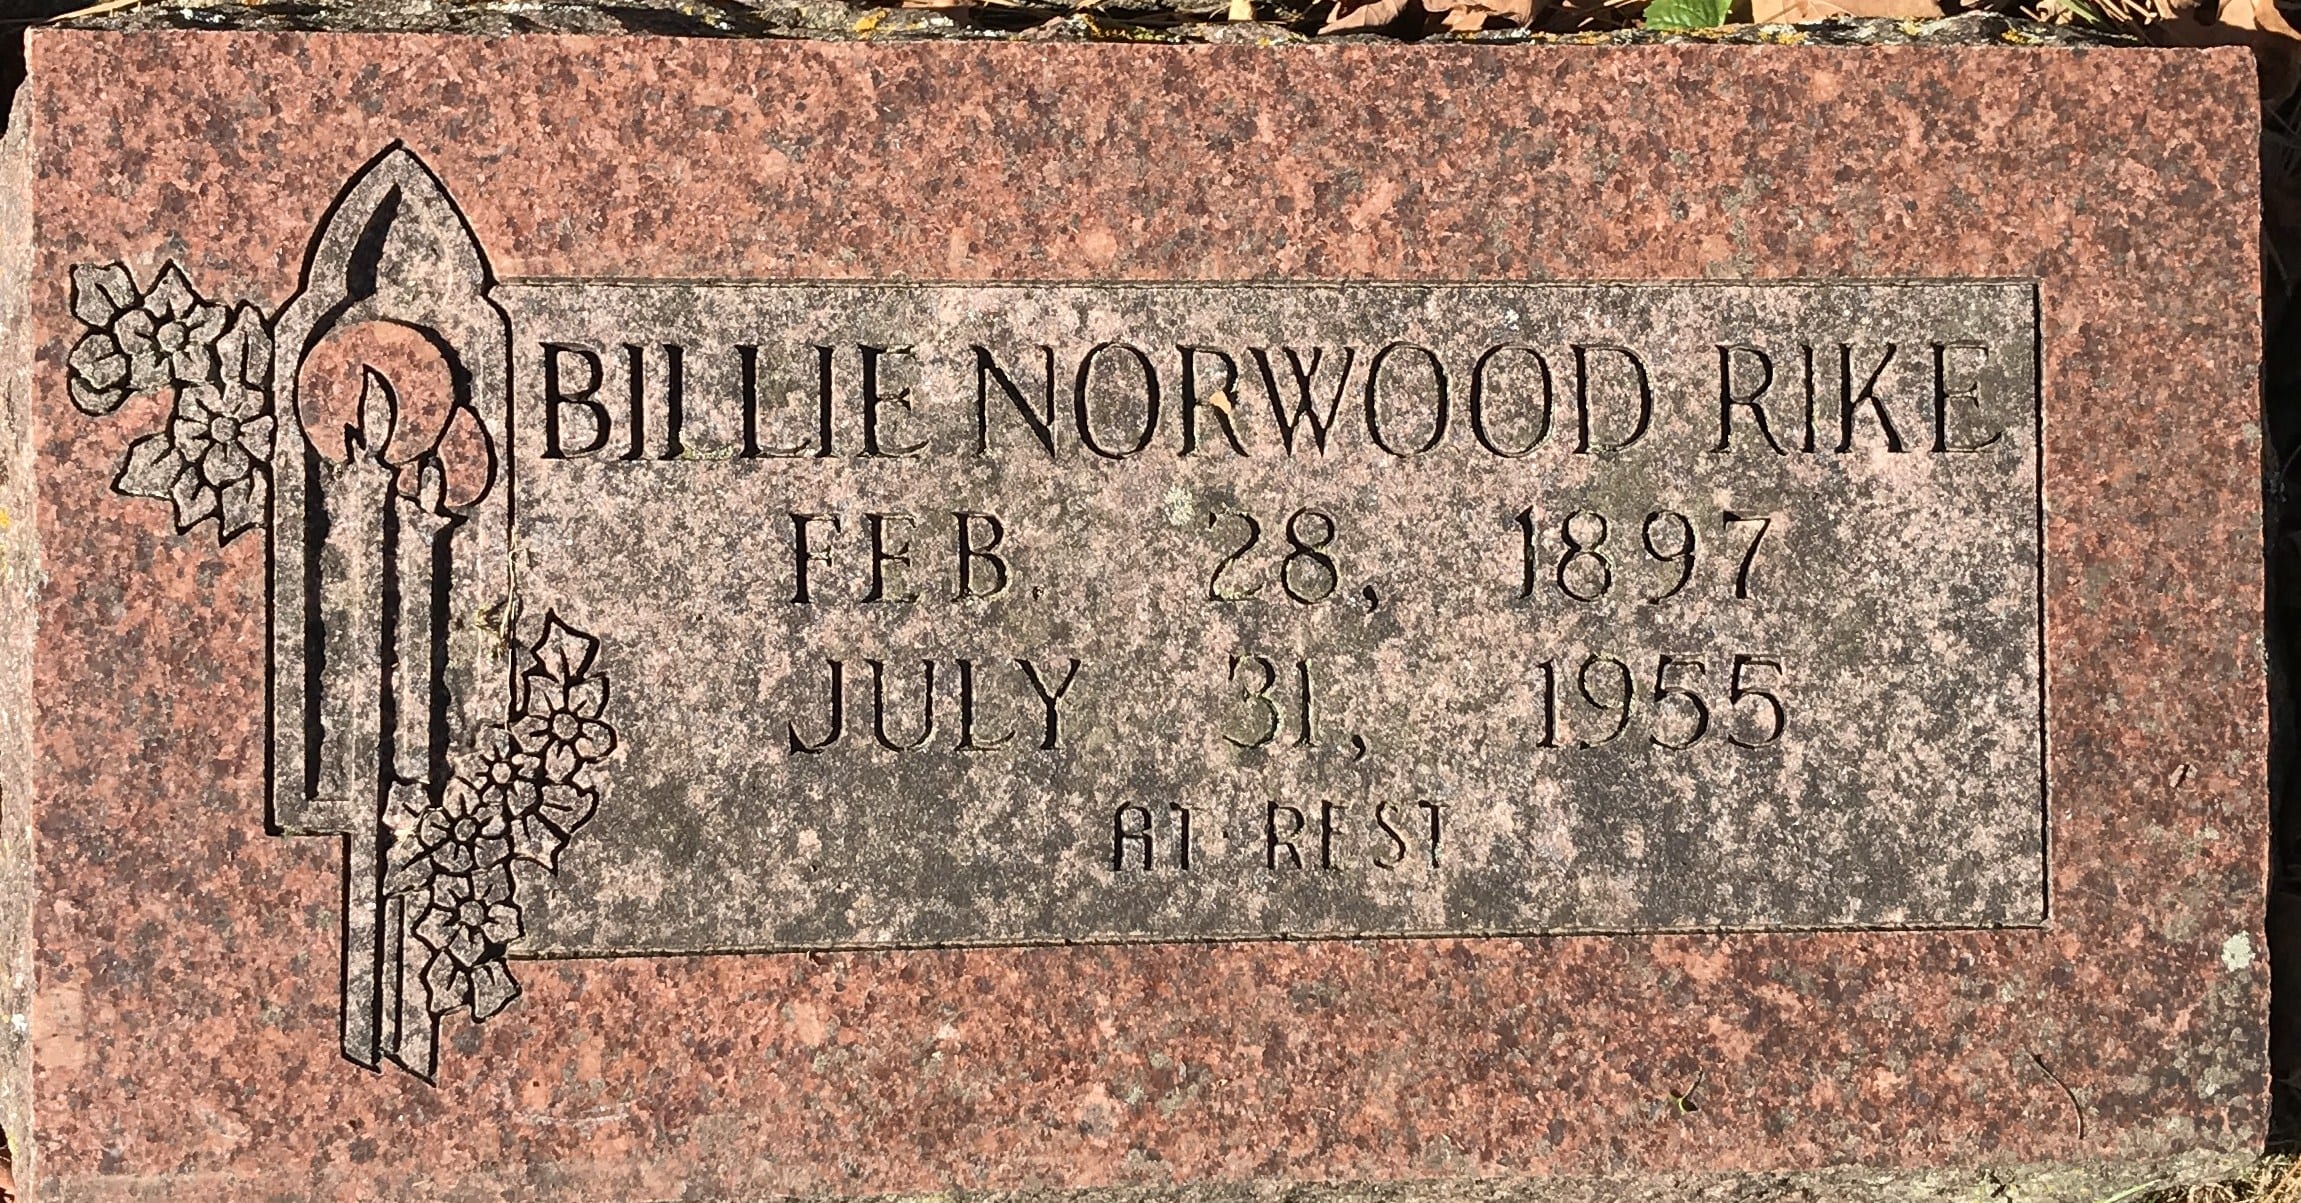 BILLIE NORWOOD RIKE
FEB. 28, 1897
JULY 31, 1955
AT REST